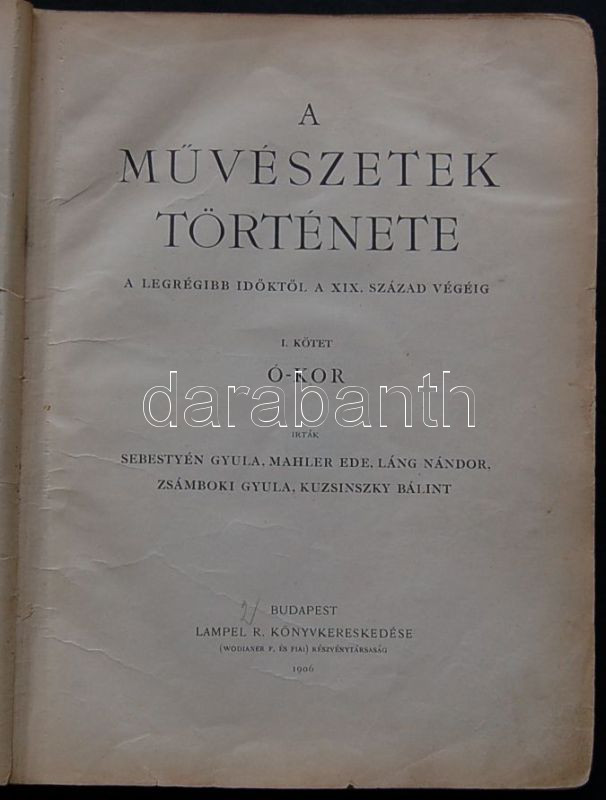 A
MŰVÉSZETEK
TÖRTÉNETE
A LEGRÉGIBB IDŐKTŐL A XIX. SZÁZAD VÉGÉIG
I. KÖTET
Ó-KOR
darabanth
IRTÁK
SEBESTYÉN GYULA, MAHLER EDE, LÁNG NÁNDOR,
ZSÁMBOKI GYULA, KUZSINSZKY BÁLINT
BUDAPEST
LAMPEL R. KÖNYVKERESKEDÉSE
(WODIANER F. ÉS FIAI) RÉSZVÉNYTÁRSASÁG
1906